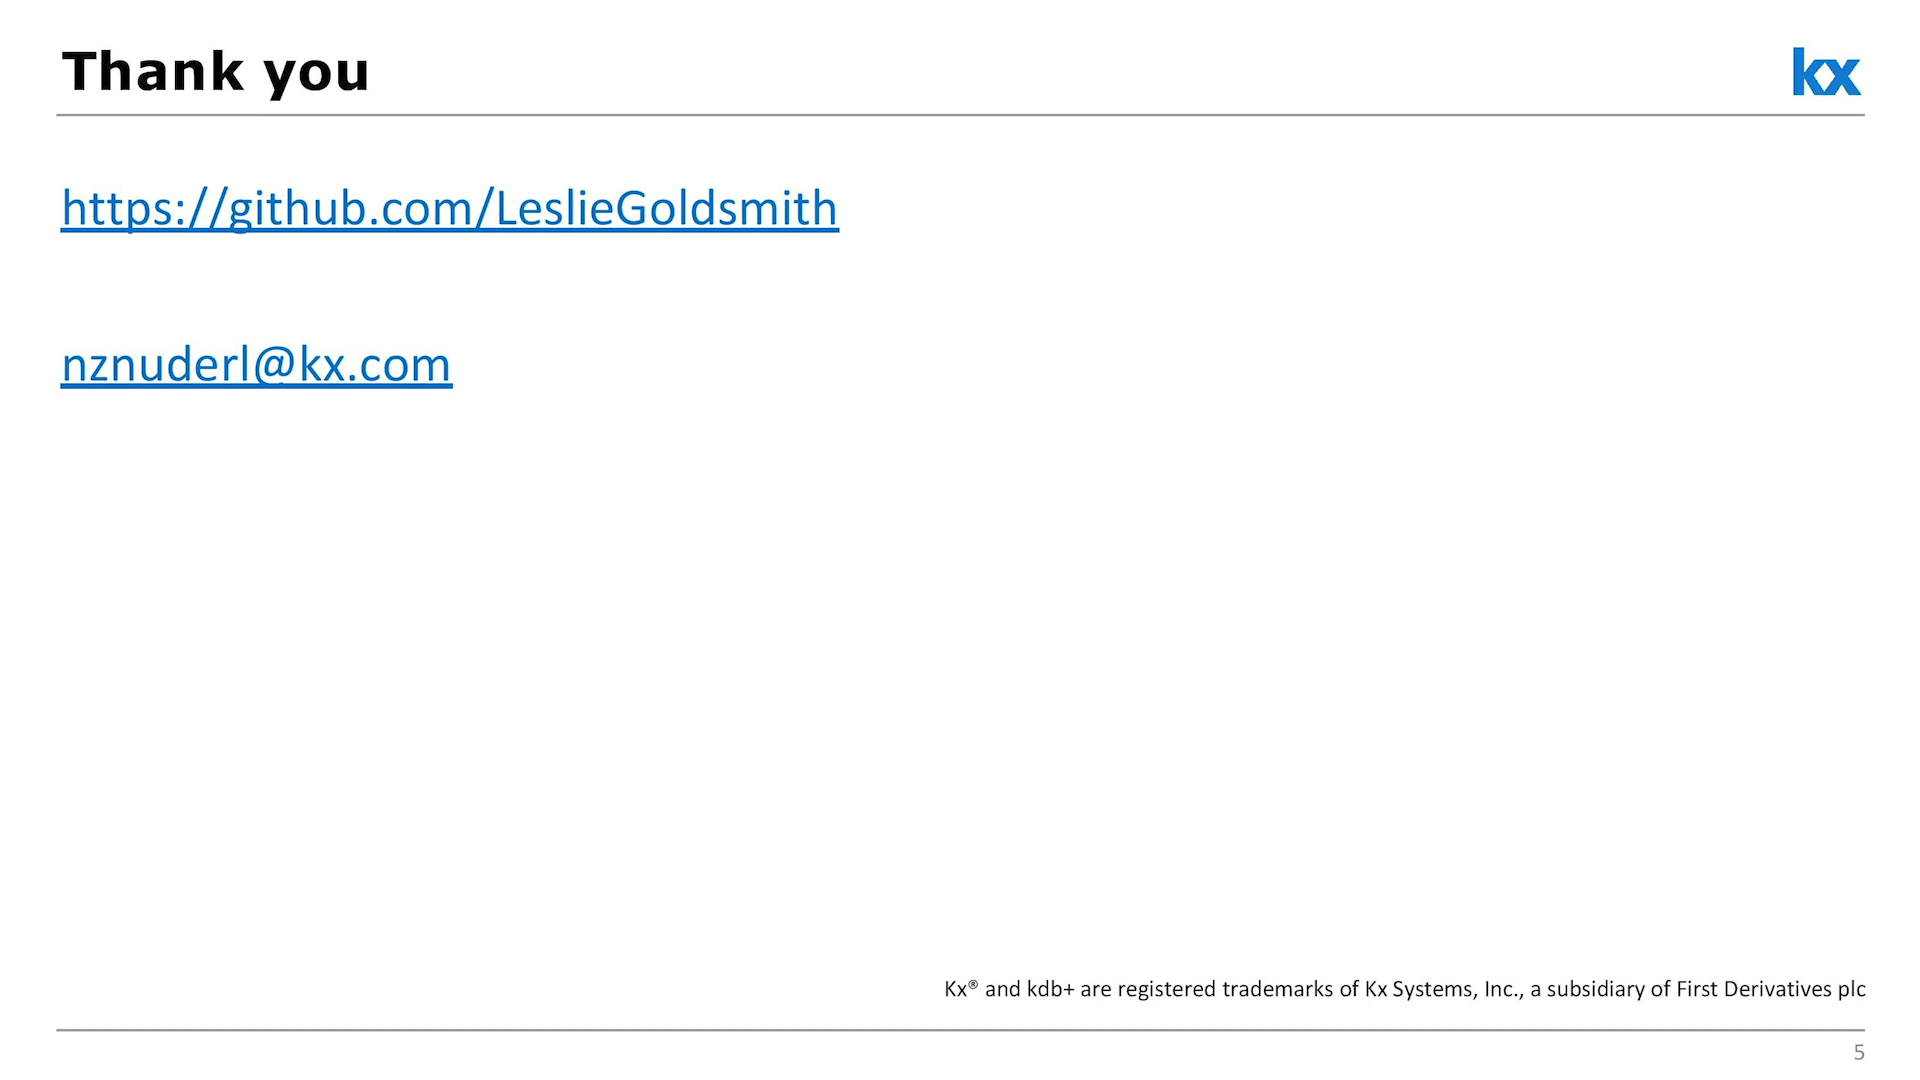 Thank you
kx
https://github.com/LeslieGoldsmith
nznuderl@kx.com
Kx® and kdb+ are registered trademarks of Kx Systems, Inc., a subsidiary of First Derivatives plc
5